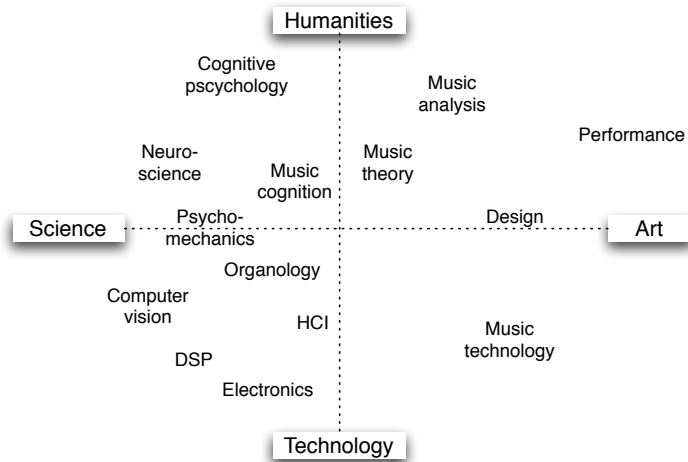 Humanities
Cognitive
pscychology
Music
analysis
Performance
Neuro-
science
Music
cognition
Music
theory
Science
Psycho-
mechanics
Design
Art
Organology
Computer
vision
HCI
Music
technology
DSP
Electronics
Technology